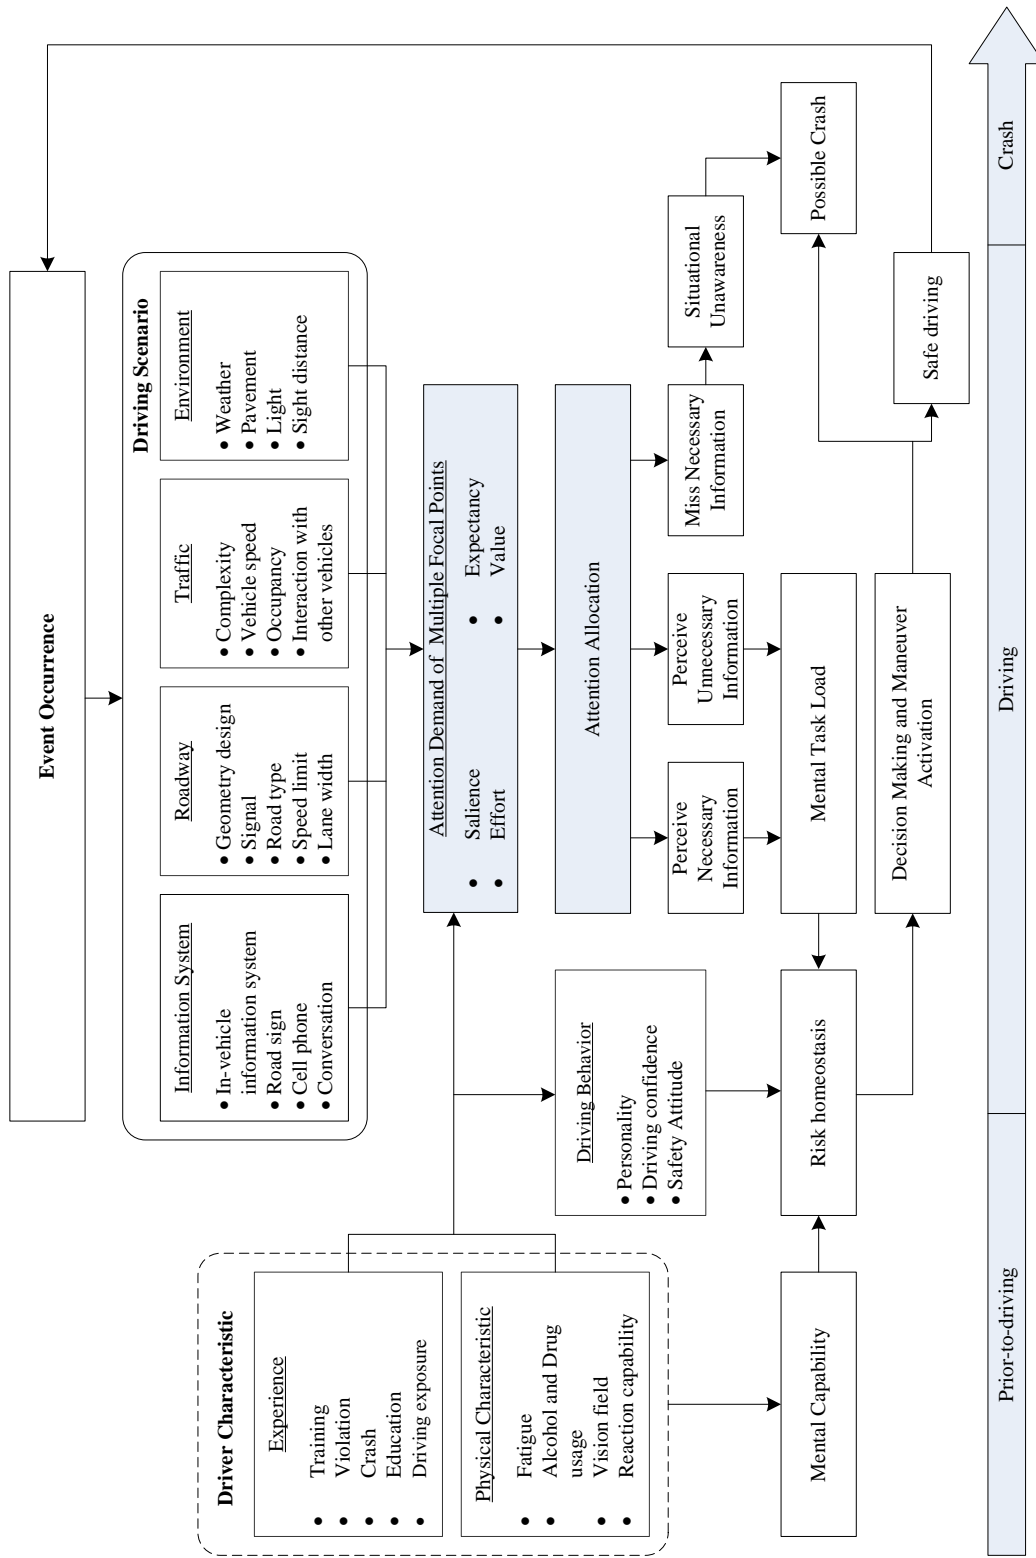 Event Occurrence
Driving Scenario
Information System
• In-vehicle
information system
• Road sign
• Cell phone
• Conversation
Roadway
• Geometry design
• Signal
• Road type
• Speed limit
• Lane width
Traffic
• Complexity
• Vehicle speed
• Occupancy
• Interaction with
other vehicles
Environment
• Weather
• Pavement
• Light
• Sight distance
Driver Characteristic
Experience
• Training
• Violation
• Crash
• Education
• Driving exposure
Physical Characteristic
• Fatigue
• Alcohol and Drug
usage
• Vision field
• Reaction capability
Attention Demand of Multiple Focal Points
• Salience
• Effort
• Expectancy
• Value
Driving Behavior
• Personality
• Driving confidence
• Safety Attitude
Attention Allocation
Perceive
Necessary
Information
Perceive
Unnecessary
Information
Miss Necessary
Information
Situational
Unawareness
Mental Capability
Risk homeostasis
Mental Task Load
Possible Crash
Decision Making and Maneuver
Activation
Safe driving
Prior-to-driving
Driving
Crash